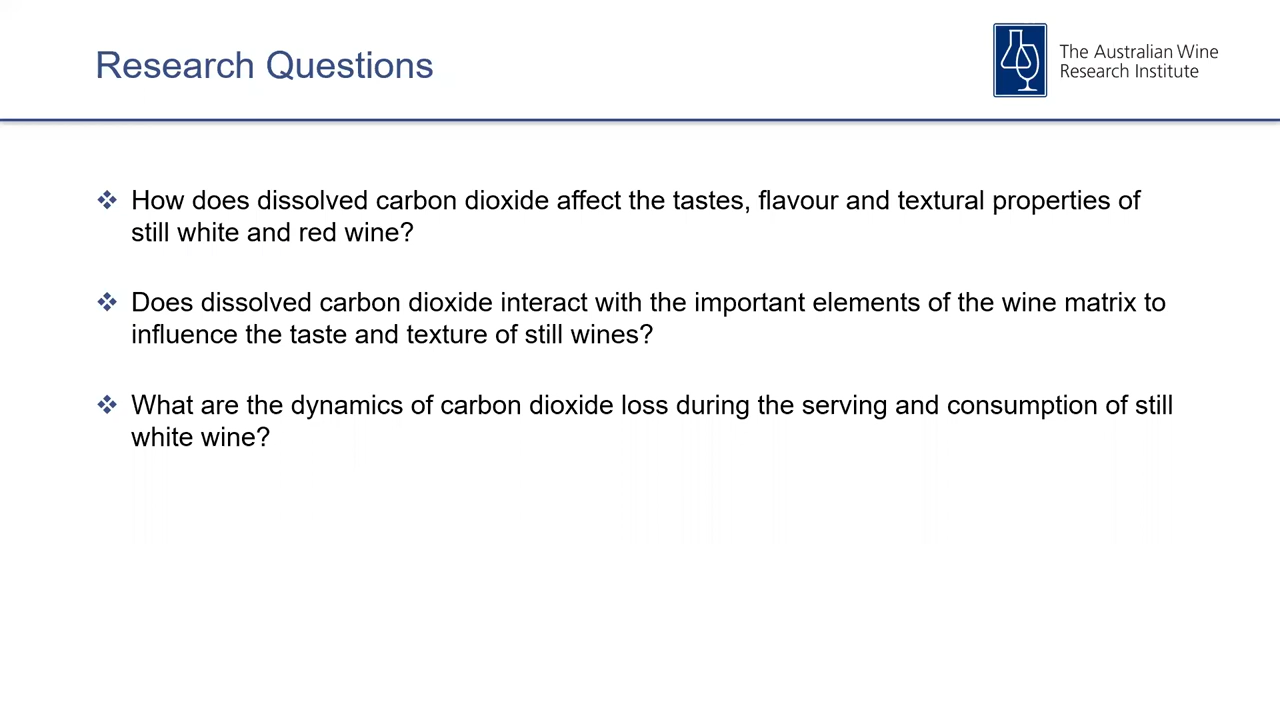 Research Questions
The Australian Wine
Research Institute
How does dissolved carbon dioxide affect the tastes, flavour and textural properties of
still white and red wine?
Does dissolved carbon dioxide interact with the important elements of the wine matrix to
influence the taste and texture of still wines?
What are the dynamics of carbon dioxide loss during the serving and consumption of still
white wine?